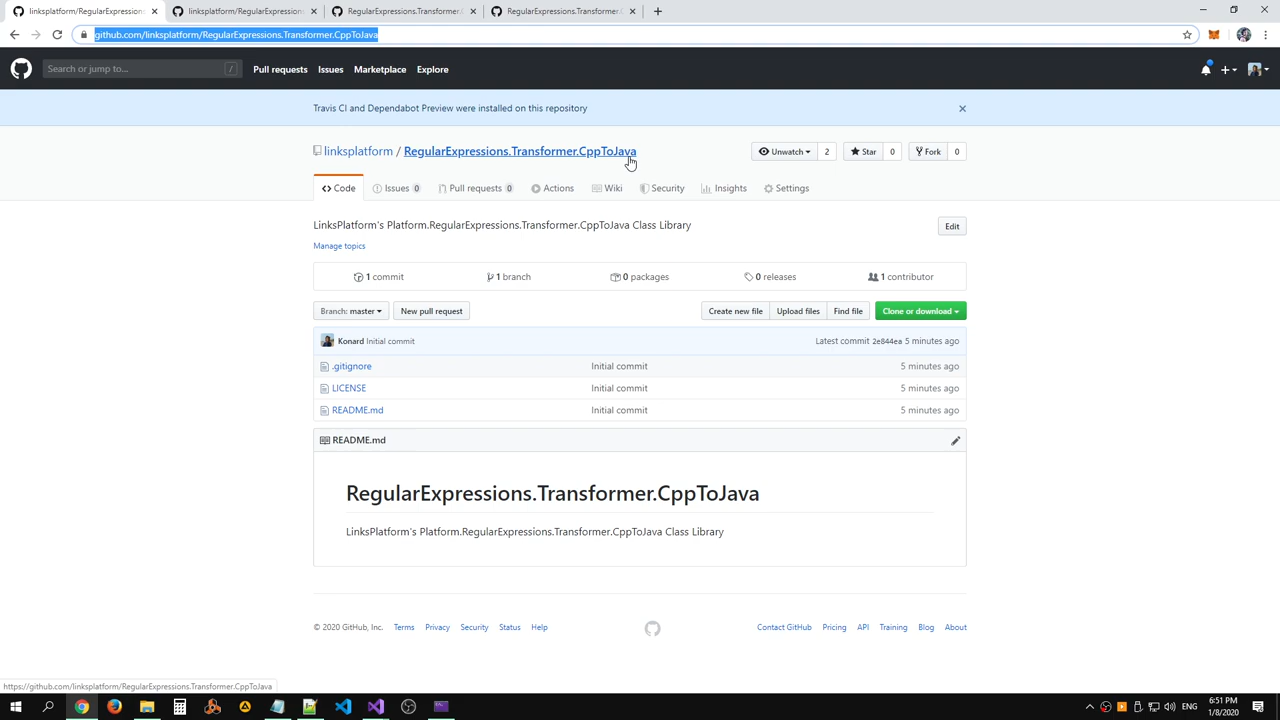 linksplatform/RegularExpressions
linksplatform/RegularExpressions
RegularExpressions.Transformer.C
RegularExpressions.Transformer.C
github.com/linksplatform/RegularExpressions.Transformer.CppToJava
Search or jump to...
/
Pull requests
Issues
Marketplace
Explore
Travis CI and Dependabot Preview were installed on this repository
linksplatform / RegularExpressions.Transformer.CppToJava
Unwatch 2
Star 0
Fork 0
Code
Issues 0
Pull requests 0
Actions
Wiki
Security
Insights
Settings
LinksPlatform's Platform.RegularExpressions.Transformer.CppToJava Class Library
Edit
Manage topics
1 commit
1 branch
0 packages
0 releases
1 contributor
Branch: master
New pull request
Create new file
Upload files
Find file
Clone or download
Konard Initial commit
Latest commit 2e844ea 5 minutes ago
.gitignore Initial commit 5 minutes ago
LICENSE Initial commit 5 minutes ago
README.md Initial commit 5 minutes ago
README.md
RegularExpressions.Transformer.CppToJava
LinksPlatform's Platform.RegularExpressions.Transformer.CppToJava Class Library
© 2020 GitHub, Inc.
Terms
Privacy
Security
Status
Help
Contact GitHub
Pricing
API
Training
Blog
About
https://github.com/linksplatform/RegularExpressions.Transformer.CppToJava
ENG
6:51 PM
1/8/2020